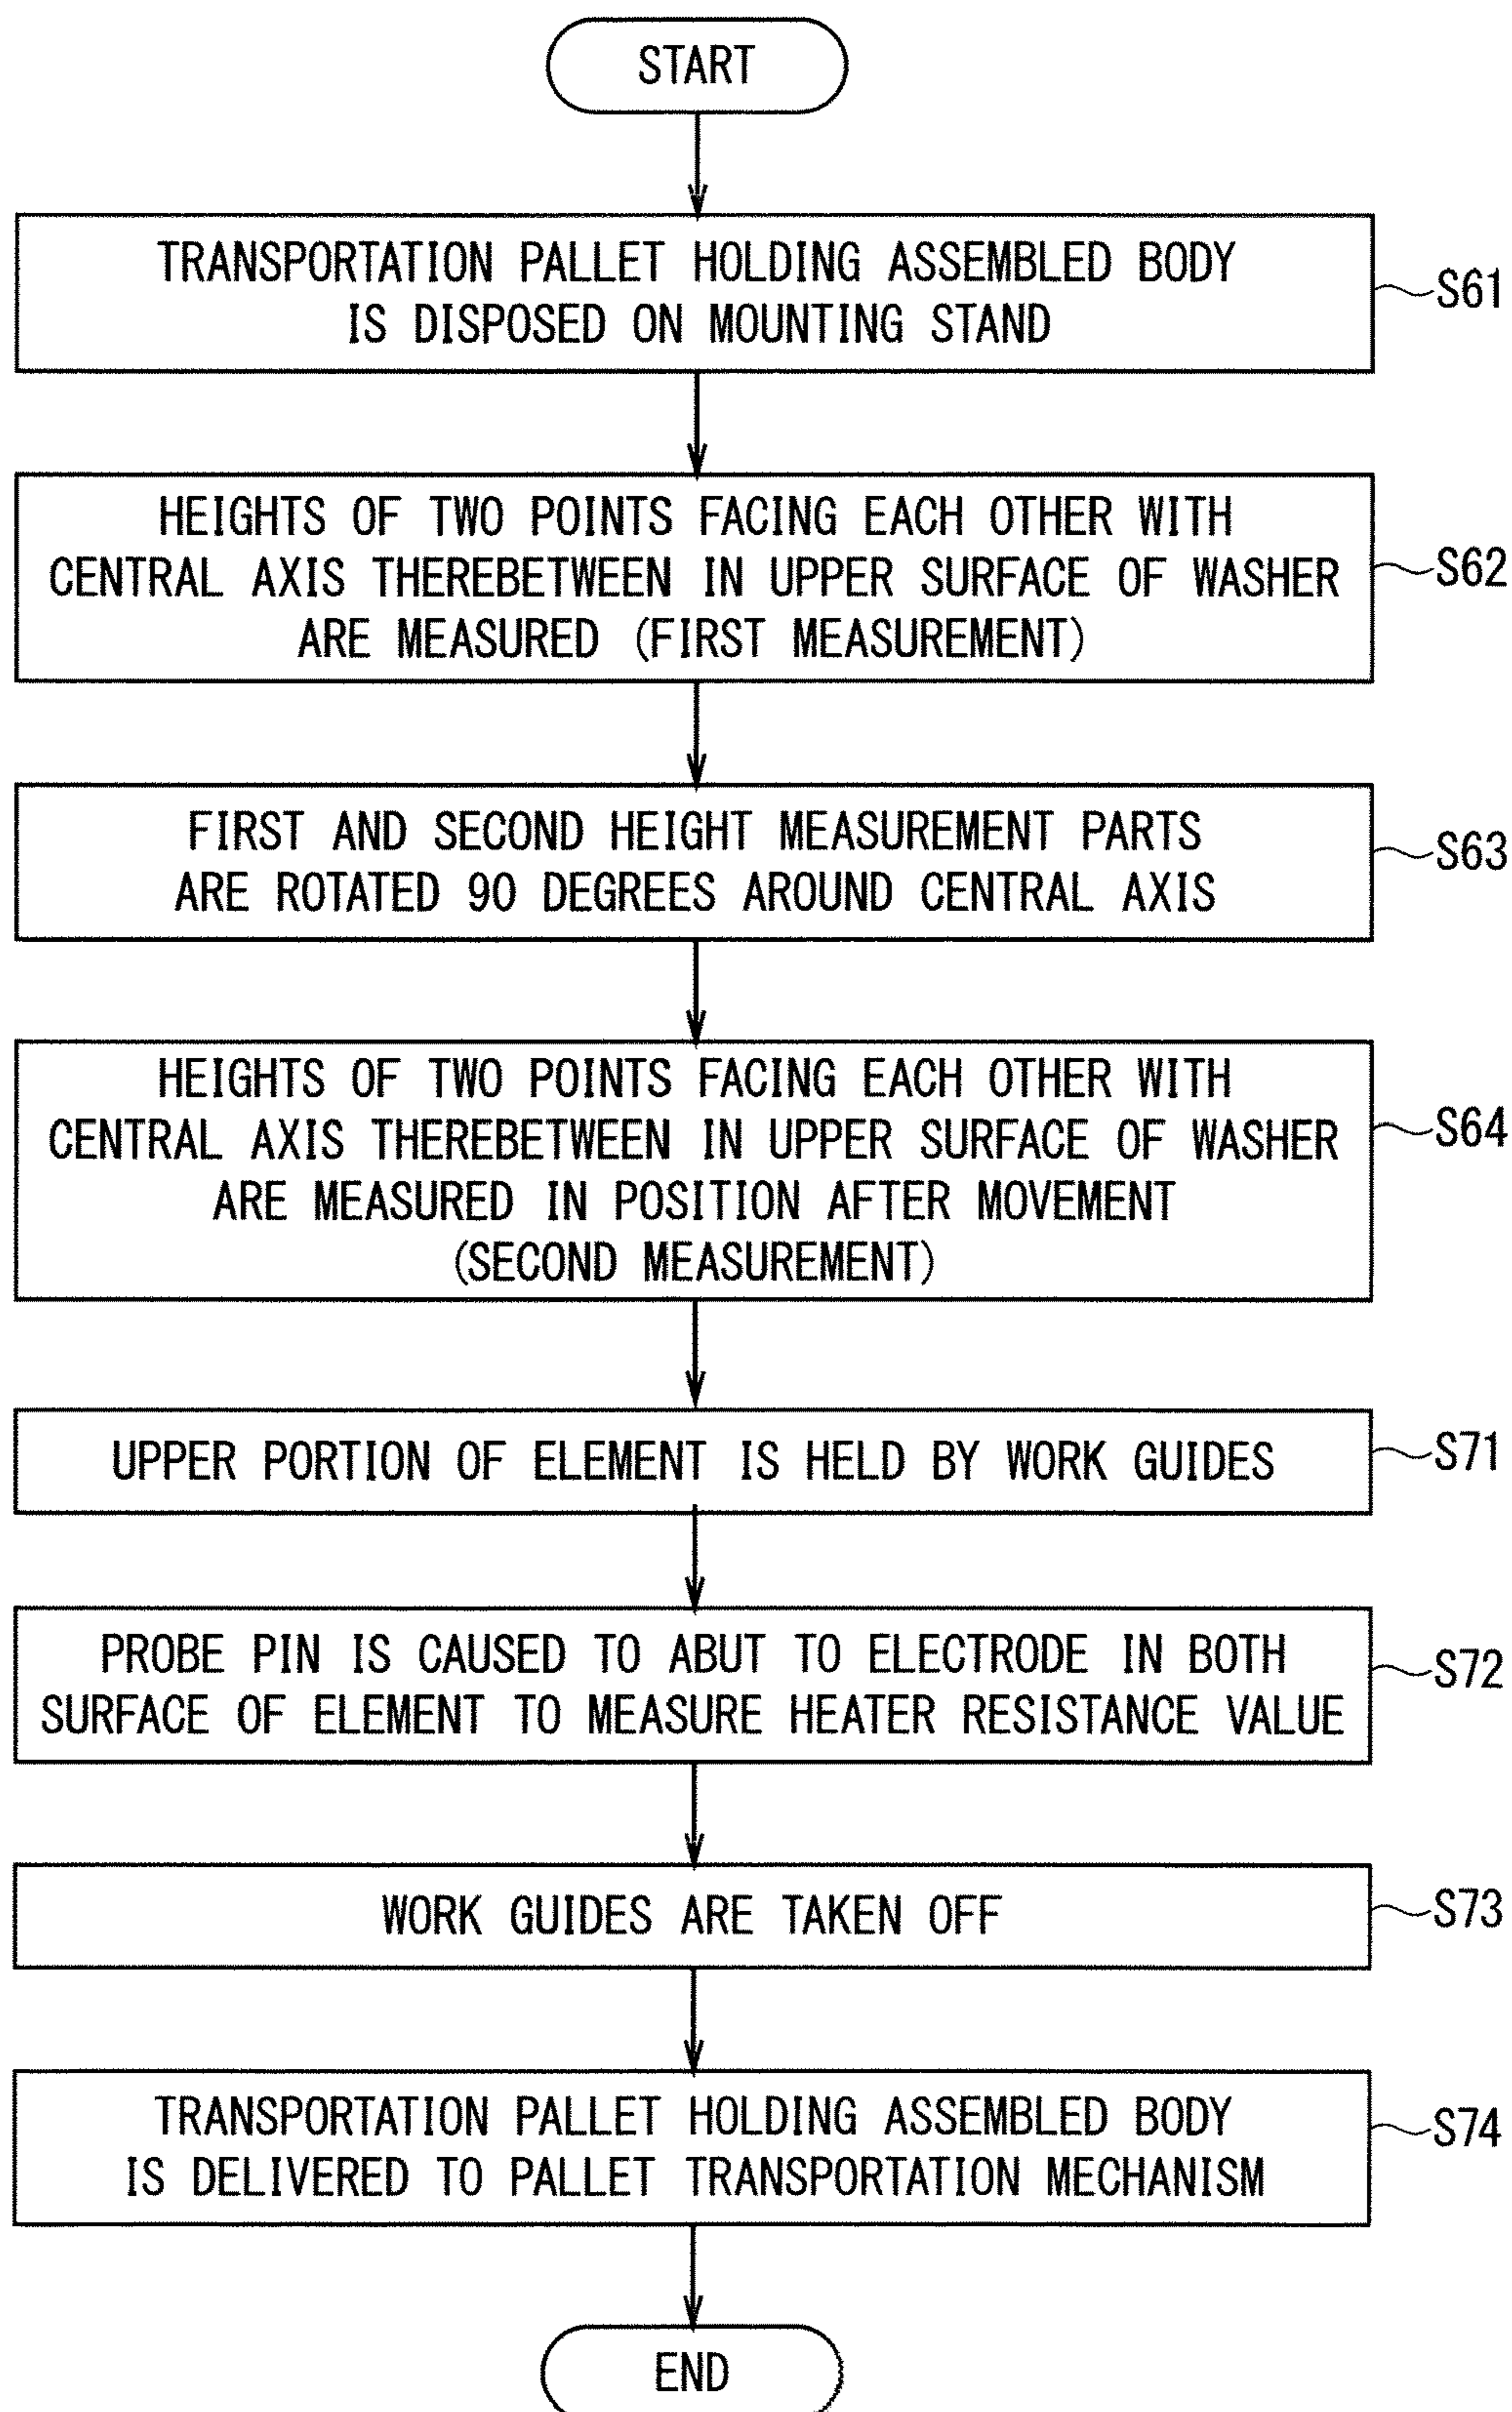 START
TRANSPORTATION PALLET HOLDING ASSEMBLED BODY
IS DISPOSED ON MOUNTING STAND
S61
HEIGHTS OF TWO POINTS FACING EACH OTHER WITH
CENTRAL AXIS THEREBETWEEN IN UPPER SURFACE OF WASHER
ARE MEASURED (FIRST MEASUREMENT)
S62
FIRST AND SECOND HEIGHT MEASUREMENT PARTS
ARE ROTATED 90 DEGREES AROUND CENTRAL AXIS
S63
HEIGHTS OF TWO POINTS FACING EACH OTHER WITH
CENTRAL AXIS THEREBETWEEN IN UPPER SURFACE OF WASHER
ARE MEASURED IN POSITION AFTER MOVEMENT
(SECOND MEASUREMENT)
S64
UPPER PORTION OF ELEMENT IS HELD BY WORK GUIDES
S71
PROBE PIN IS CAUSED TO ABUT TO ELECTRODE IN BOTH
SURFACE OF ELEMENT TO MEASURE HEATER RESISTANCE VALUE
S72
WORK GUIDES ARE TAKEN OFF
S73
TRANSPORTATION PALLET HOLDING ASSEMBLED BODY
IS DELIVERED TO PALLET TRANSPORTATION MECHANISM
S74
END